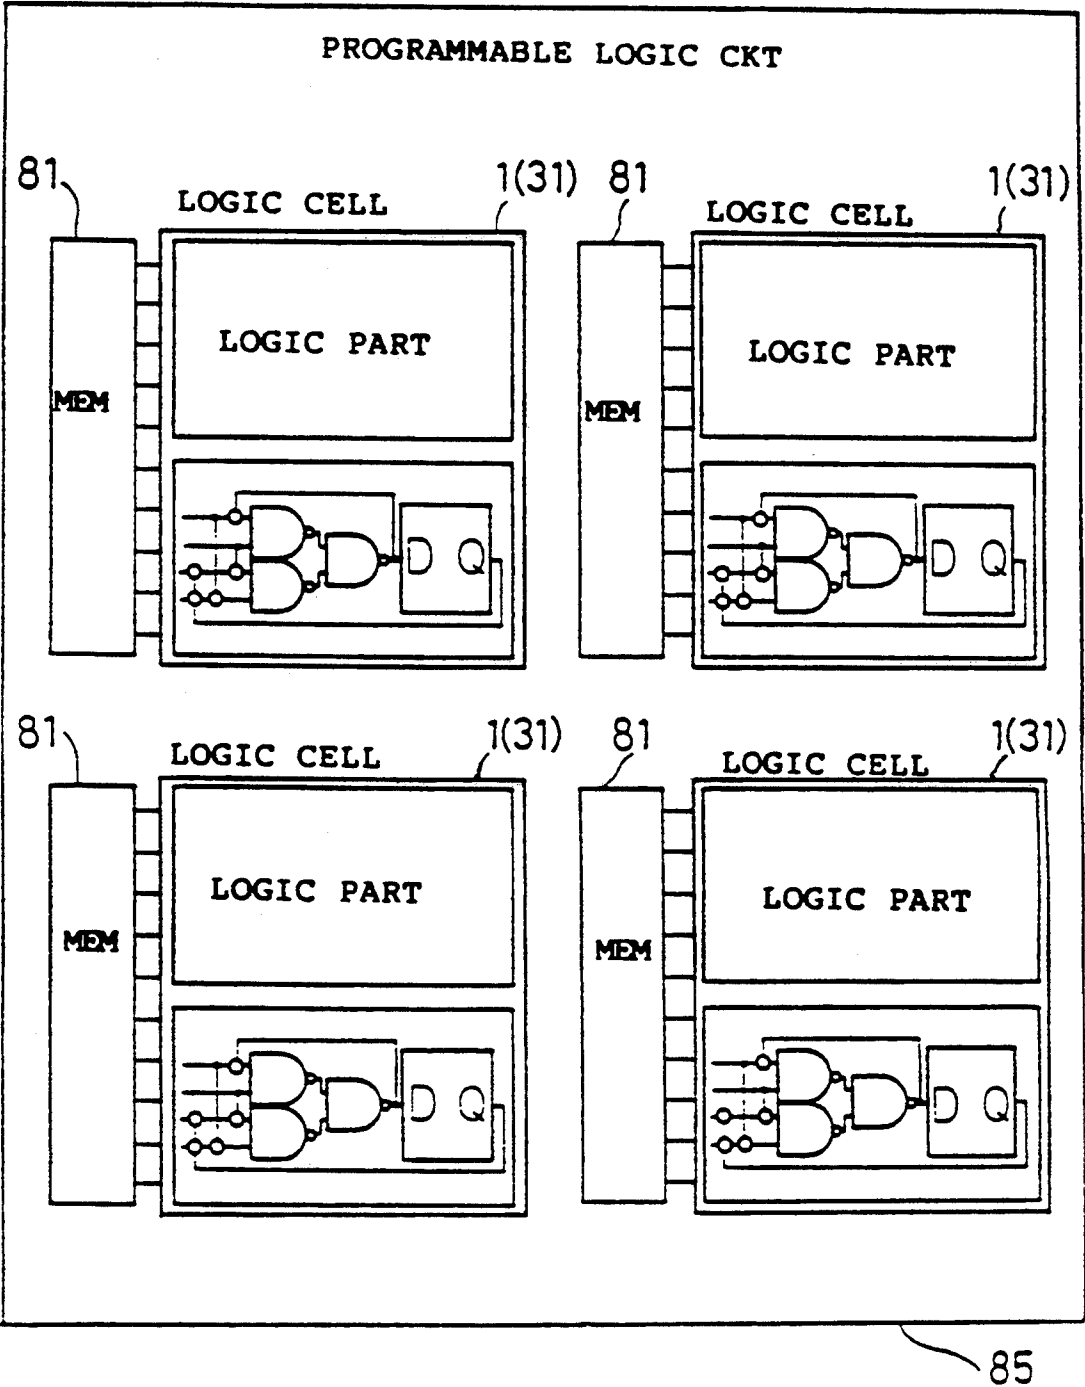 PROGRAMMABLE LOGIC CKT
81 LOGIC CELL 1(31) 81 LOGIC CELL 1(31)
LOGIC PART LOGIC PART
MEM MEM
D Q D Q
81 LOGIC CELL 1(31) 81 LOGIC CELL 1(31)
LOGIC PART LOGIC PART
MEM MEM
D Q D Q
85